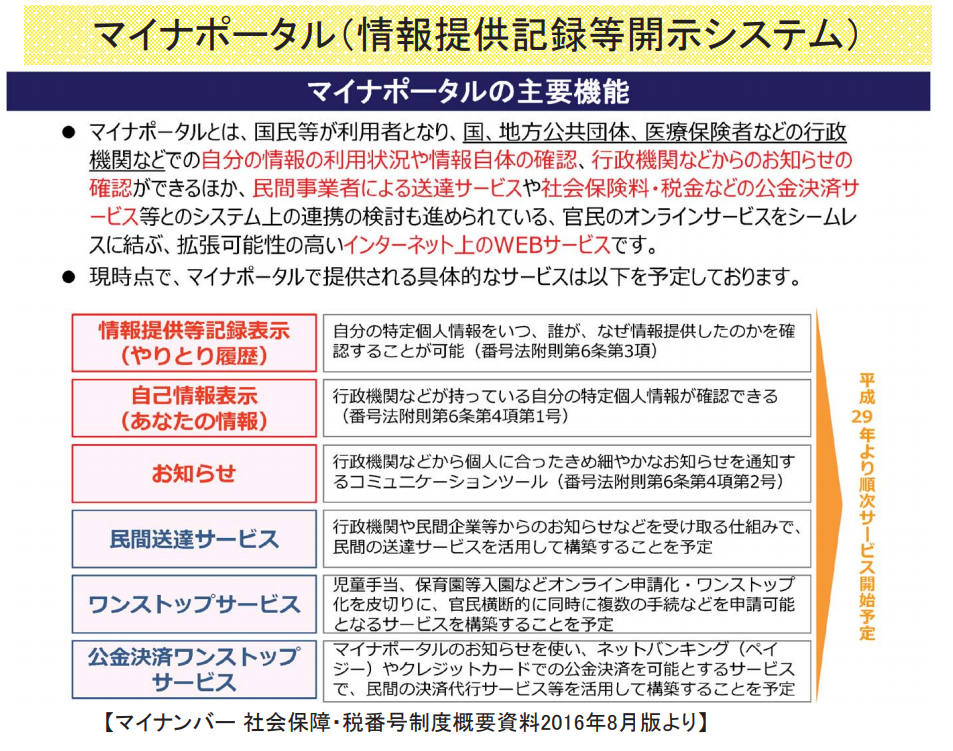 マイナポータル（情報提供記録等開示システム）
マイナポータルの主要機能
● マイナポータルとは、国民等が利用者となり、国、地方公共団体、医療保険者などの行政
機関などでの自分の情報の利用状況や情報自体の確認、行政機関などからのお知らせの
確認ができるほか、民間事業者による送達サービスや社会保険料・税金などの公金決済サ
ービス等とのシステム上の連携の検討も進められている、官民のオンラインサービスをシームレ
スに結ぶ、拡張可能性の高いインターネット上のWEBサービスです。
● 現時点で、マイナポータルで提供される具体的なサービスは以下を予定しております。
情報提供等記録表示
（やりとり履歴）
自分の特定個人情報をいつ、誰が、なぜ情報提供したのかを確
認することが可能（番号法附則第6条第3項）
自己情報表示
（あなたの情報）
行政機関などが持っている自分の特定個人情報が確認できる
（番号法附則第6条第4項第1号）
お知らせ
行政機関などから個人に合ったきめ細やかなお知らせを通知す
るコミュニケーションツール（番号法附則第6条第4項第2号）
民間送達サービス
行政機関や民間企業等からのお知らせなどを受け取る仕組みで、
民間の送達サービスを活用して構築することを予定
ワンストップサービス
児童手当、保育園等入園などオンライン申請化・ワンストップ
化を皮切りに、官民横断的に同時に複数の手続などを申請可能
となるサービスを構築することを予定
公金決済ワンストップ
サービス
マイナポータルのお知らせを使い、ネットバンキング（ペイ
ジー）やクレジットカードでの公金決済を可能とするサービス
で、民間の決済代行サービス等を活用して構築することを予定
平成29年より順次サービス開始予定
【マイナンバー 社会保障・税番号制度概要資料2016年8月版より】